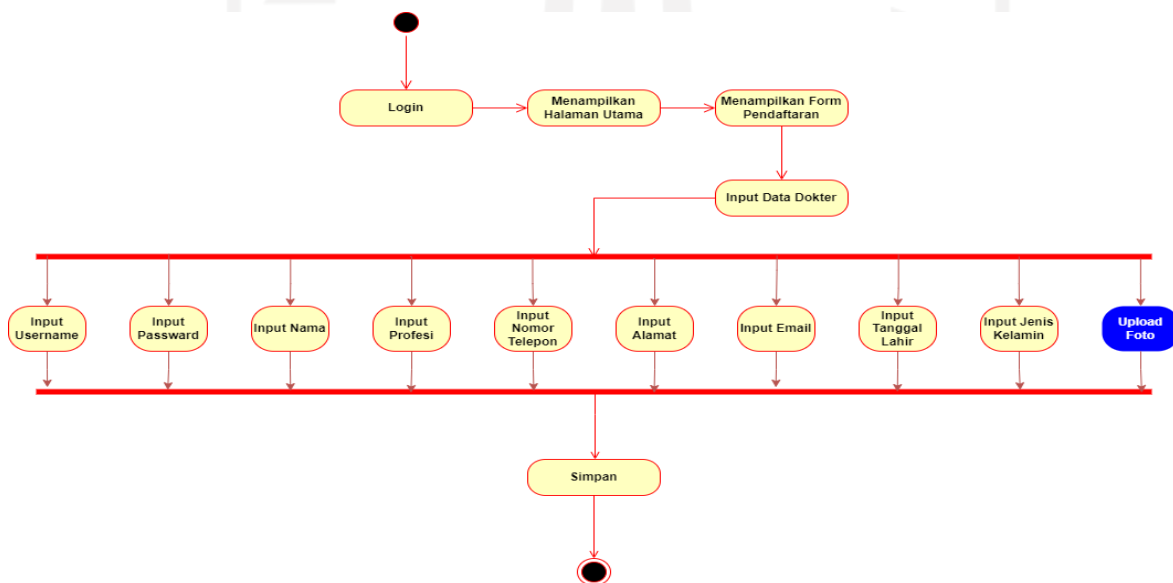 Login
Menampilkan
Halaman Utama
Menampilkan Form
Pendaftaran
Input Data Dokter
Input
Username
Input
Passward
Input Nama
Input
Profesi
Input
Nomor
Telepon
Input
Alamat
Input Email
Input
Tanggal
Lahir
Input Jenis
Kelamin
Upload
Foto
Simpan